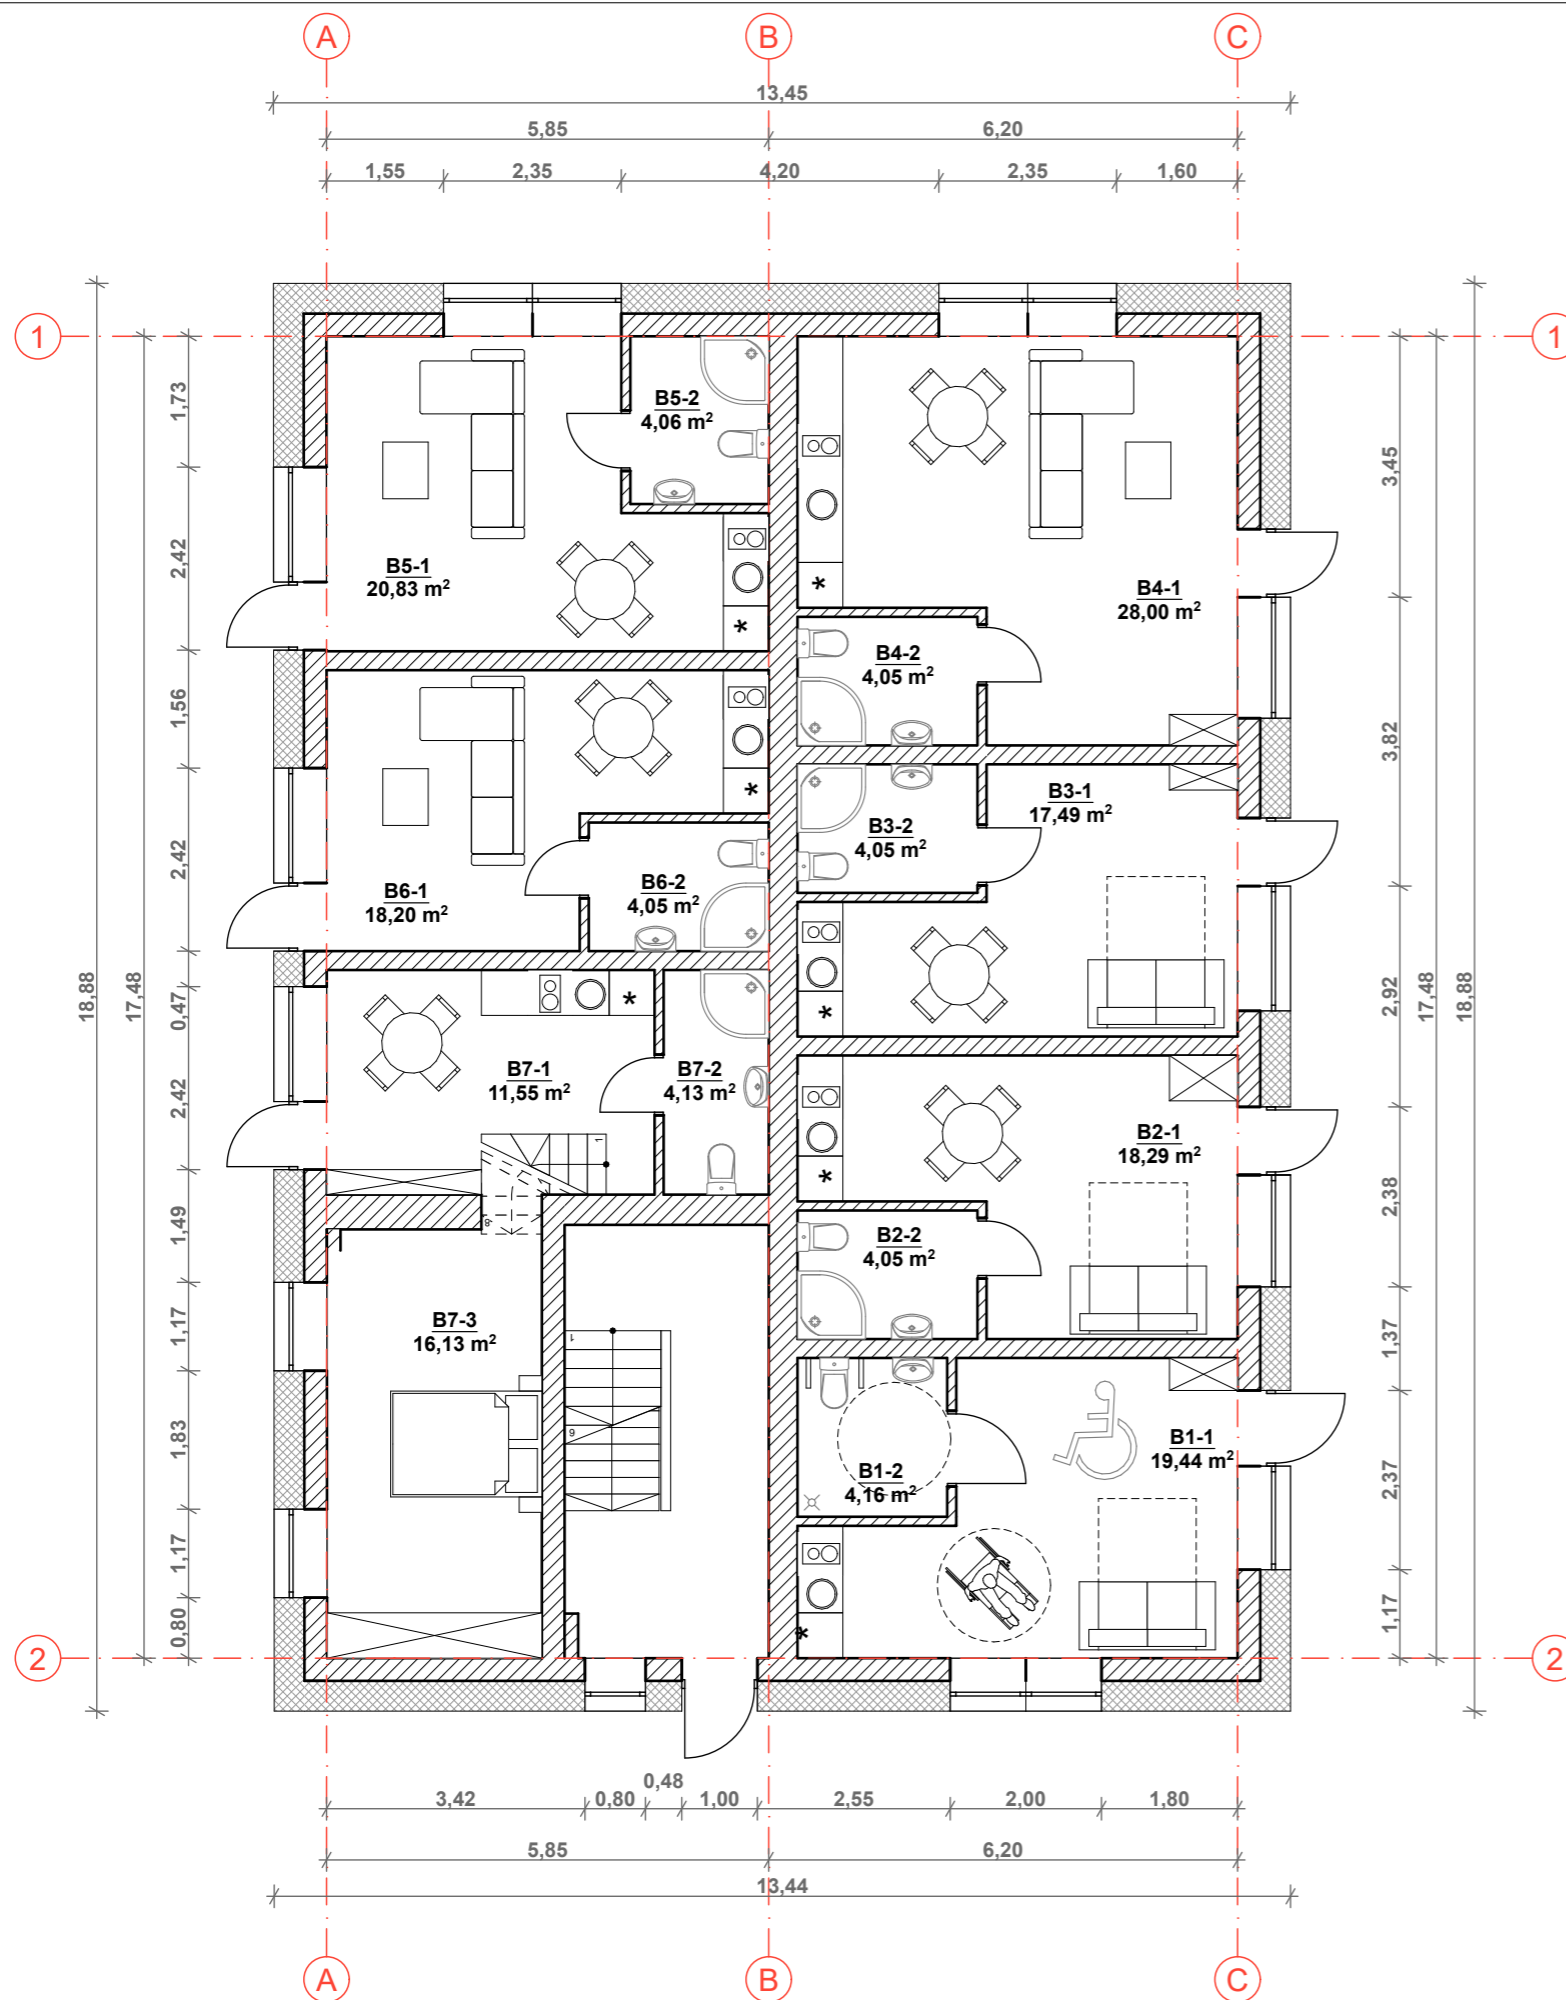 A B C
13,45
5,85 6,20
1,55 2,35 4,20 2,35 1,60
1 1
1,73
2,42
1,56
2,42
0,47
2,42
1,49
1,17
1,83
1,17
0,80
17,48
18,88
3,45
3,82
2,92
2,38
1,37
2,37
1,17
17,48
18,88
B5-2
4,06 m²
B5-1
20,83 m²
*
B4-1
28,00 m²
*
B4-2
4,05 m²
B6-1
18,20 m²
*
B6-2
4,05 m²
B3-1
17,49 m²
B3-2
4,05 m²
*
B7-1
11,55 m²
*
B7-2
4,13 m²
1
8
B2-1
18,29 m²
*
B2-2
4,05 m²
B7-3
16,13 m²
1
9
B1-1
19,44 m²
B1-2
4,16 m²
*
2 2
0,48
3,42 0,80 1,00 2,55 2,00 1,80
5,85 6,20
13,44
A B C